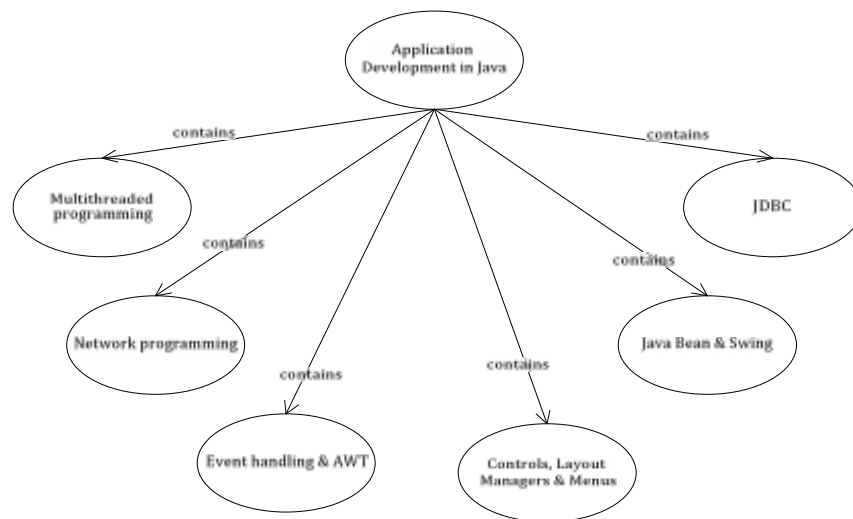 Application
Development in Java
contains
contains
Multithreaded
programming
JDBC
contains
contains
Network programming
Java Bean & Swing
contains
contains
Event handling & AWT
Controls, Layout
Managers & Menus